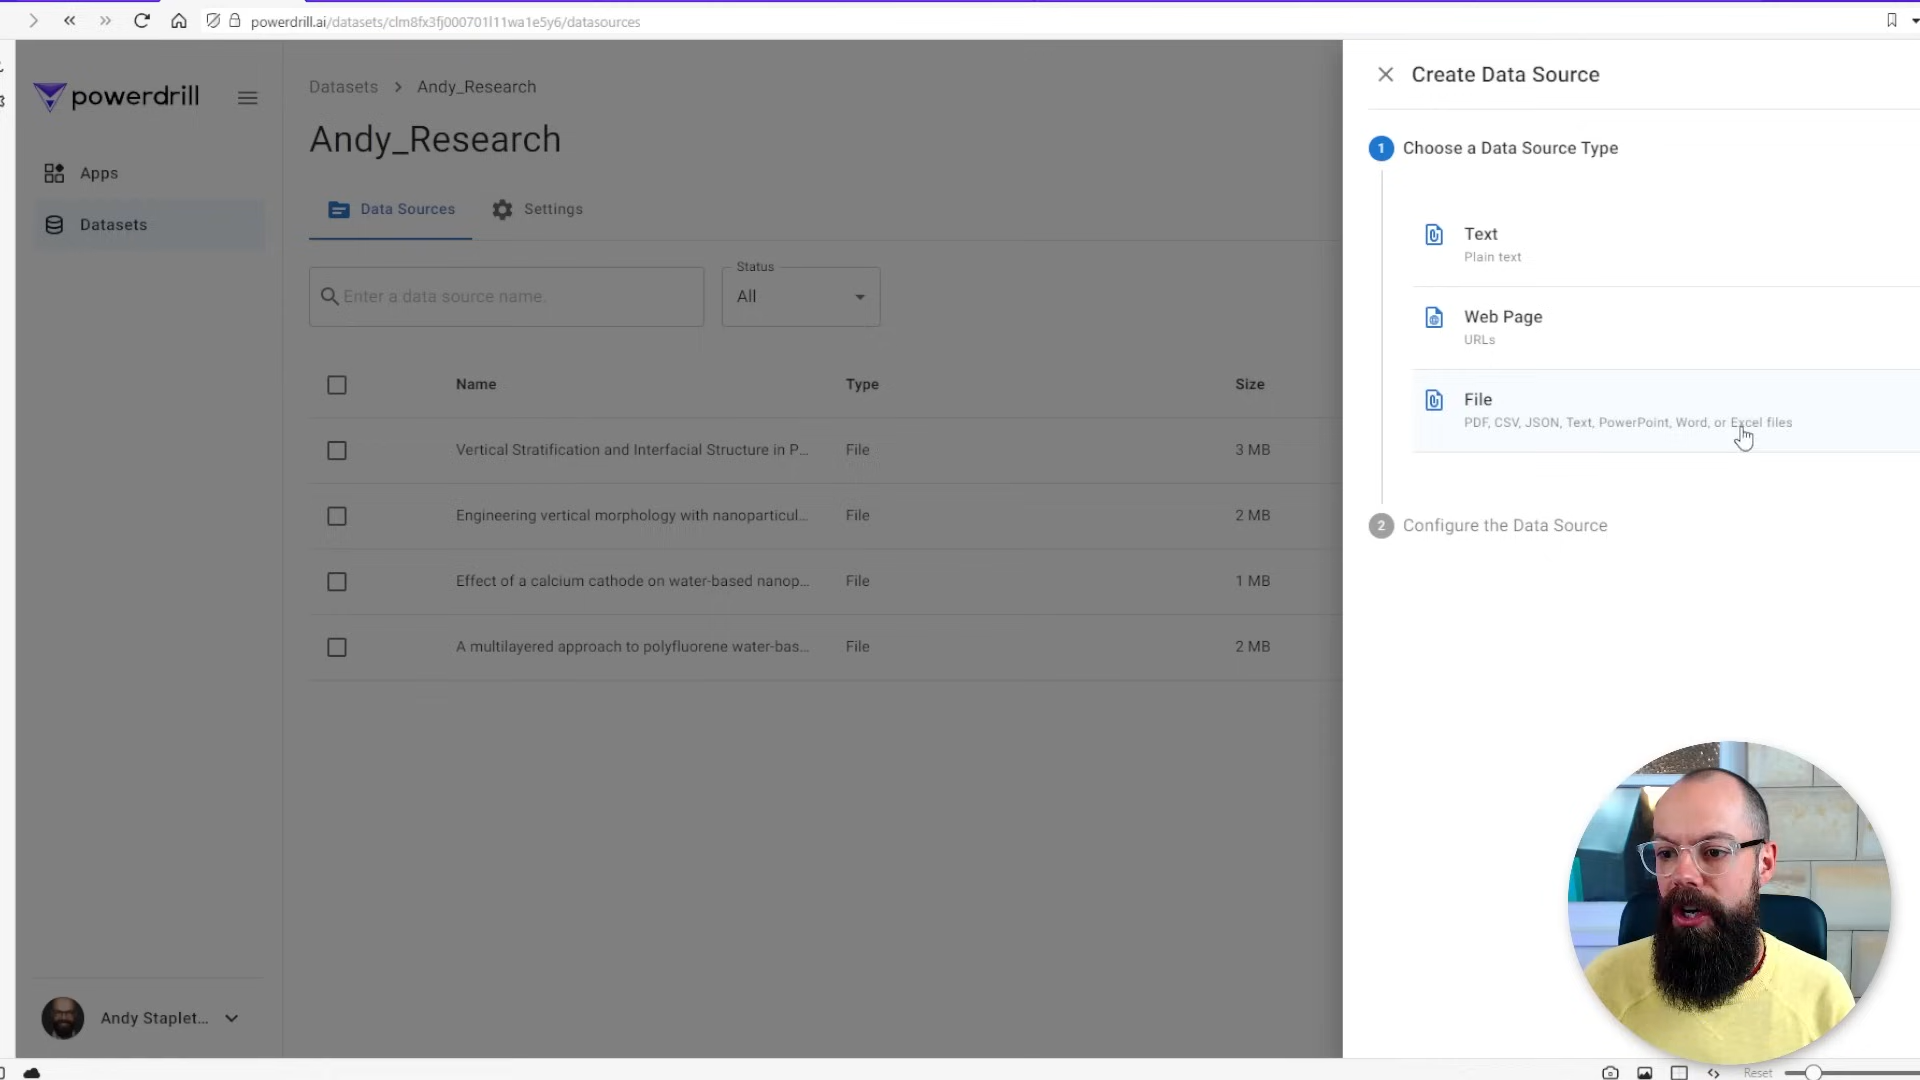 powerdrill.ai/datasets/clm8fx3fj000701l11wa1e5y6/datasources
powerdrill
Apps
Datasets
Andy Staplet...
Datasets > Andy_Research
Andy_Research
Data Sources
Settings
Enter a data source name.
Status
All
Name Type Size
Vertical Stratification and Interfacial Structure in P... File 3 MB
Engineering vertical morphology with nanoparticul... File 2 MB
Effect of a calcium cathode on water-based nanop... File 1 MB
A multilayered approach to polyfluorene water-bas... File 2 MB
Create Data Source
1 Choose a Data Source Type
Text
Plain text
Web Page
URLs
File
PDF, CSV, JSON, Text, PowerPoint, Word, or Excel files
2 Configure the Data Source
Reset